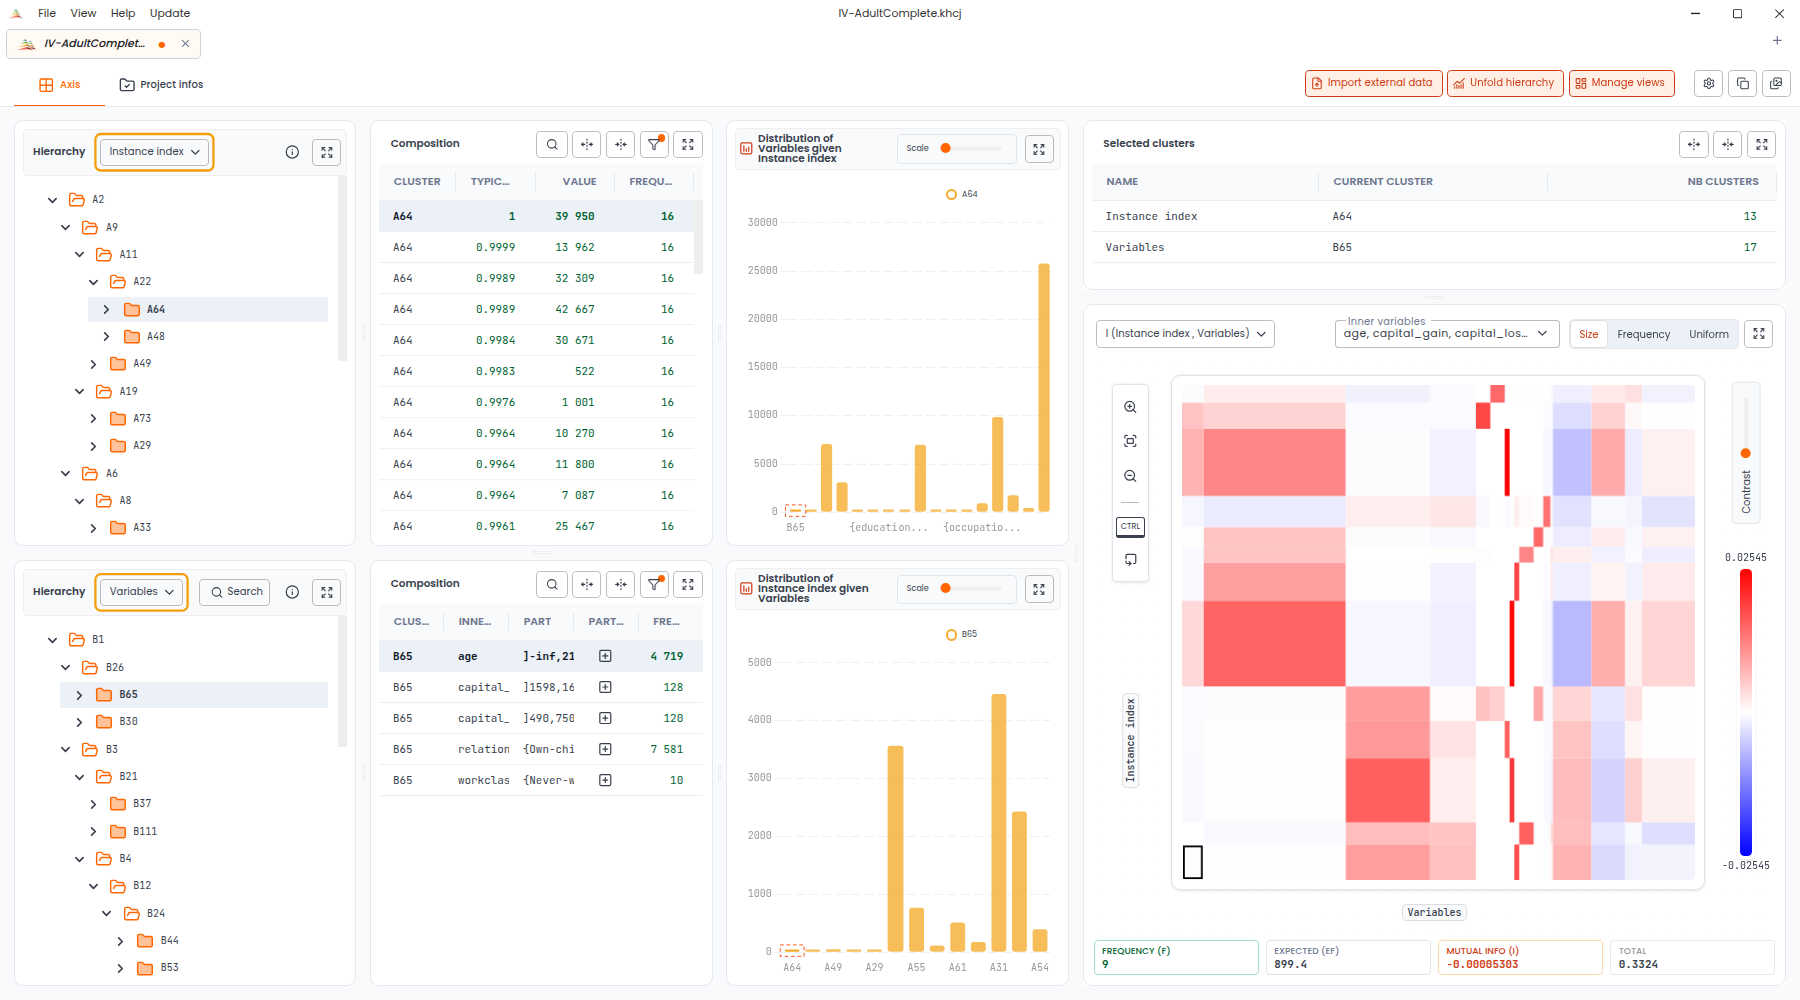 File View Help Update
IV-AdultComplete.khcj
IV-AdultComplet...
Axis
Project infos
Import external data
Unfold hierarchy
Manage views
Hierarchy
Instance index
A2
A9
A11
A22
A64
A48
A49
A19
A73
A29
A6
A8
A33
Composition
CLUSTER TYPIC... VALUE FREQU...
A64 1 39 950 16
A64 0.9999 13 962 16
A64 0.9989 32 309 16
A64 0.9989 42 667 16
A64 0.9984 30 671 16
A64 0.9983 522 16
A64 0.9976 1 001 16
A64 0.9964 10 270 16
A64 0.9964 11 800 16
A64 0.9964 7 087 16
A64 0.9961 25 467 16
Distribution of
Variables given
Instance index
Scale
A64
30000
25000
20000
15000
10000
5000
0
B65 {education... {occupatio...
Selected clusters
NAME CURRENT CLUSTER NB CLUSTERS
Instance index A64 13
Variables B65 17
Hierarchy
Variables
Search
B1
B26
B65
B30
B3
B21
B37
B111
B4
B12
B24
B44
B53
Composition
CLUS... INNE... PART PART... FRE...
B65 age ]-inf,21 4 719
B65 capital_ ]1598,16 128
B65 capital_ ]490,750 120
B65 relation {Own-chi 7 581
B65 workclas {Never-w 10
Distribution of
Instance index given
Variables
Scale
B65
5000
4000
3000
2000
1000
0
A64 A49 A29 A55 A61 A31 A54
I (Instance index , Variables)
Inner variables
age, capital_gain, capital_los...
Size Frequency Uniform
CTRL
Contrast
0.02545
-0.02545
Instance index
Variables
FREQUENCY (F)
9
EXPECTED (EF)
899.4
MUTUAL INFO (I)
-0.00005303
TOTAL
0.3324